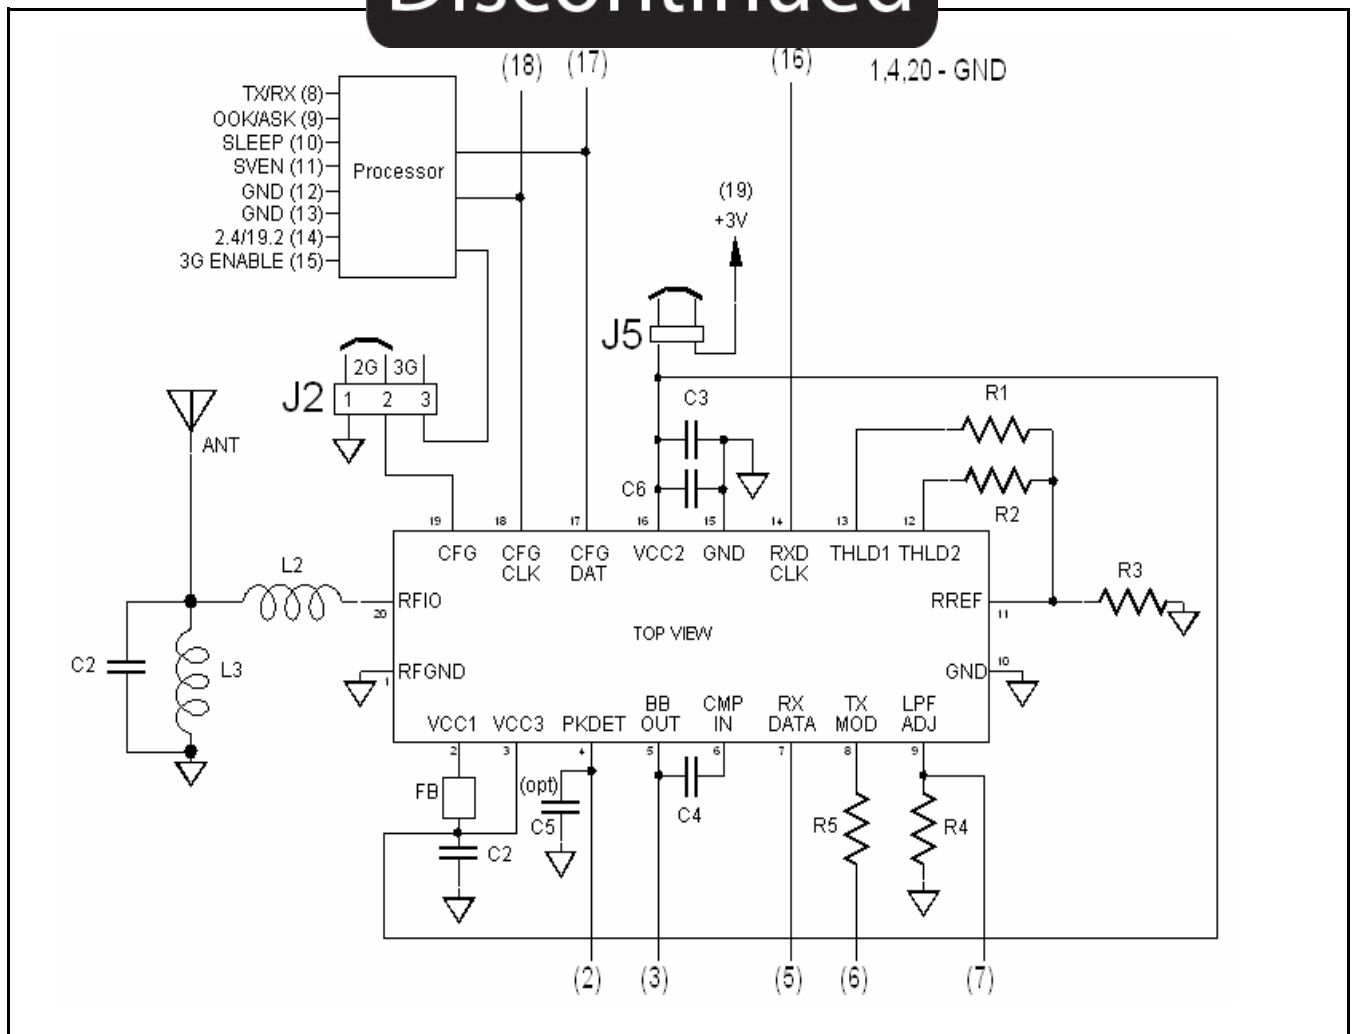 Discontinued
(18) (17) (16) 1,4,20 - GND
TX/RX (8)
OOK/ASK (9)
SLEEP (10)
SVEN (11)
GND (12)
GND (13)
2.4/19.2 (14)
3G ENABLE (15)
Processor
(19)
+3V
J5
2G 3G
J2 1 2 3
ANT
C3
C6
R1
R2
R3
19 18 17 16 15 14 13 12
CFG CFG CLK CFG DAT VCC2 GND RXD CLK THLD1 THLD2
L2
RFIO
20
RREF
11
TOP VIEW
C2
L3
RFGND
1
GND
10
VCC1 VCC3 PKDET BB OUT CMP IN RX DATA TX MOD LPF ADJ
2 3 4 5 6 7 8 9
FB
(opt)
C5
C4
R5
R4
C2
(2) (3) (5) (6) (7)